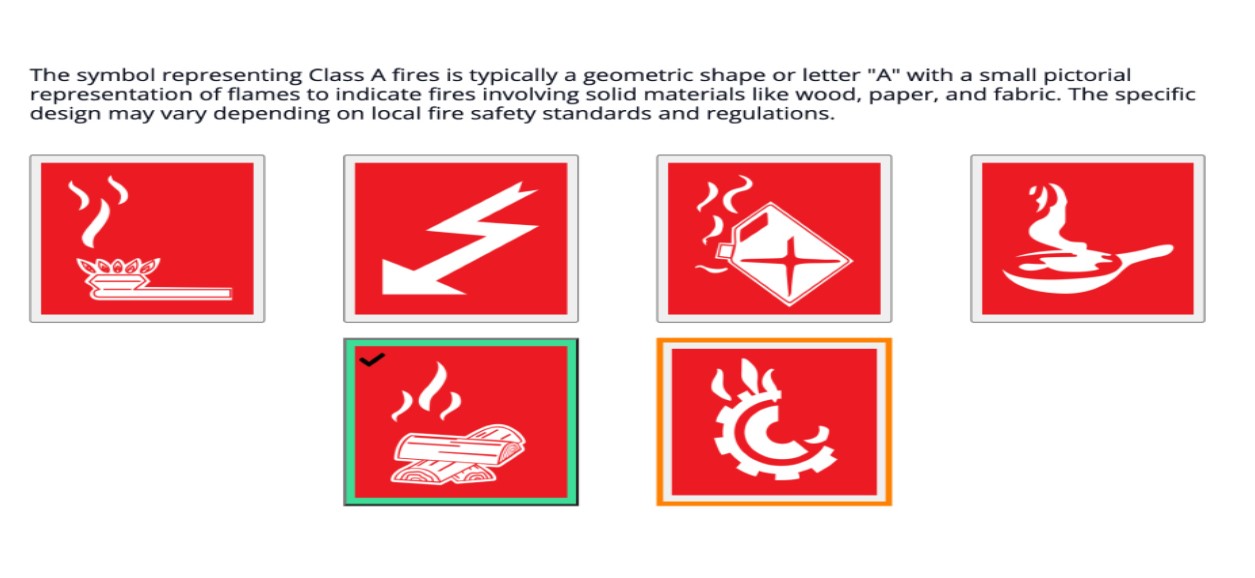 The symbol representing Class A fires is typically a geometric shape or letter "A" with a small pictorial
representation of flames to indicate fires involving solid materials like wood, paper, and fabric. The specific
design may vary depending on local fire safety standards and regulations.